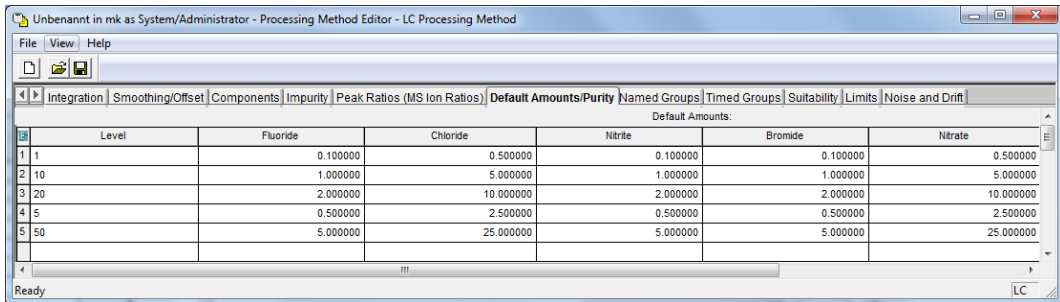 Unbenannt in mk as System/Administrator - Processing Method Editor - LC Processing Method
File View Help
Integration Smoothing/Offset Components Impurity Peak Ratios (MS Ion Ratios) Default Amounts/Purity Named Groups Timed Groups Suitability Limits Noise and Drift
Default Amounts:
Level Fluoride Chloride Nitrite Bromide Nitrate
1 1 0.100000 0.500000 0.100000 0.100000 0.500000
2 10 1.000000 5.000000 1.000000 1.000000 5.000000
3 20 2.000000 10.000000 2.000000 2.000000 10.000000
4 5 0.500000 2.500000 0.500000 0.500000 2.500000
5 50 5.000000 25.000000 5.000000 5.000000 25.000000
Ready LC